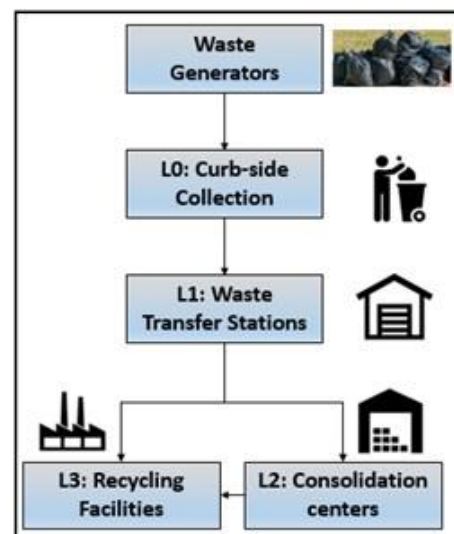 Waste
Generators
L0: Curb-side
Collection
L1: Waste
Transfer Stations
L3: Recycling
Facilities
L2: Consolidation
centers